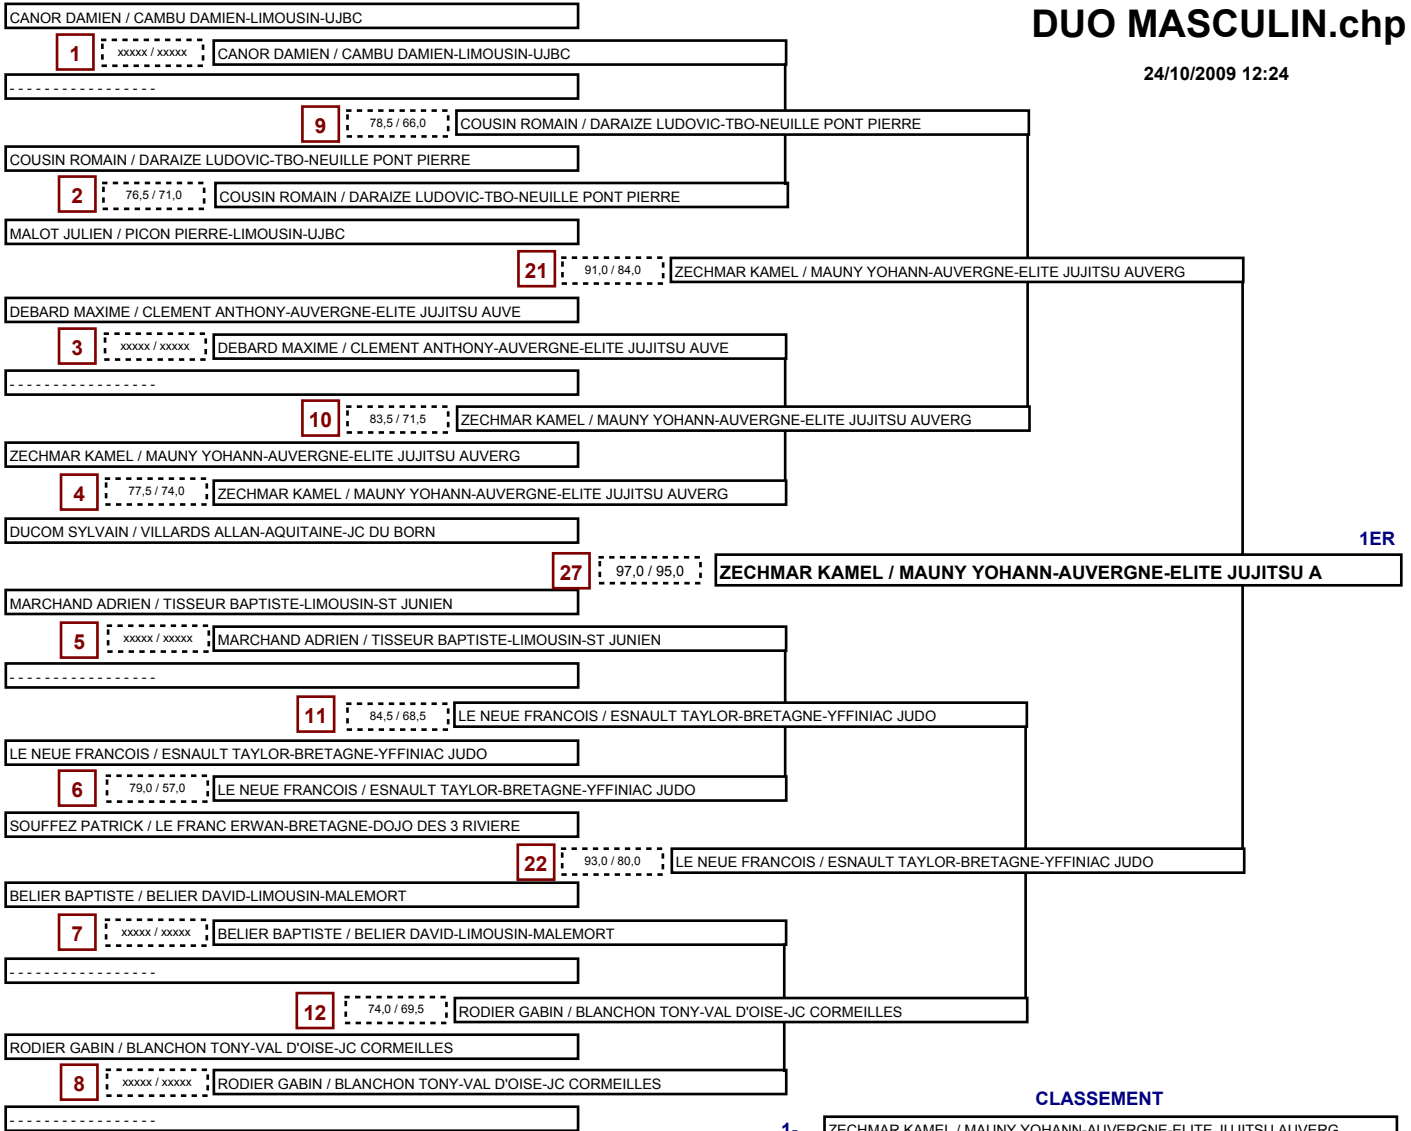 DUO MASCULIN.chp
24/10/2009 12:24
CANOR DAMIEN / CAMBU DAMIEN-LIMOUSIN-UJBC
1 xxxxx / xxxxx CANOR DAMIEN / CAMBU DAMIEN-LIMOUSIN-UJBC
- - - - - - - - - - - - - - - - -
9 78,5 / 66,0 COUSIN ROMAIN / DARAIZE LUDOVIC-TBO-NEUILLE PONT PIERRE
COUSIN ROMAIN / DARAIZE LUDOVIC-TBO-NEUILLE PONT PIERRE
2 76,5 / 71,0 COUSIN ROMAIN / DARAIZE LUDOVIC-TBO-NEUILLE PONT PIERRE
MALOT JULIEN / PICON PIERRE-LIMOUSIN-UJBC
21 91,0 / 84,0 ZECHMAR KAMEL / MAUNY YOHANN-AUVERGNE-ELITE JUJITSU AUVERG
DEBARD MAXIME / CLEMENT ANTHONY-AUVERGNE-ELITE JUJITSU AUVE
3 xxxxx / xxxxx DEBARD MAXIME / CLEMENT ANTHONY-AUVERGNE-ELITE JUJITSU AUVE
- - - - - - - - - - - - - - - - -
10 83,5 / 71,5 ZECHMAR KAMEL / MAUNY YOHANN-AUVERGNE-ELITE JUJITSU AUVERG
ZECHMAR KAMEL / MAUNY YOHANN-AUVERGNE-ELITE JUJITSU AUVERG
4 77,5 / 74,0 ZECHMAR KAMEL / MAUNY YOHANN-AUVERGNE-ELITE JUJITSU AUVERG
DUCOM SYLVAIN / VILLARDS ALLAN-AQUITAINE-JC DU BORN
1ER
27 97,0 / 95,0 ZECHMAR KAMEL / MAUNY YOHANN-AUVERGNE-ELITE JUJITSU A
MARCHAND ADRIEN / TISSEUR BAPTISTE-LIMOUSIN-ST JUNIEN
5 xxxxx / xxxxx MARCHAND ADRIEN / TISSEUR BAPTISTE-LIMOUSIN-ST JUNIEN
- - - - - - - - - - - - - - - - -
11 84,5 / 68,5 LE NEUE FRANCOIS / ESNAULT TAYLOR-BRETAGNE-YFFINIAC JUDO
LE NEUE FRANCOIS / ESNAULT TAYLOR-BRETAGNE-YFFINIAC JUDO
6 79,0 / 57,0 LE NEUE FRANCOIS / ESNAULT TAYLOR-BRETAGNE-YFFINIAC JUDO
SOUFFEZ PATRICK / LE FRANC ERWAN-BRETAGNE-DOJO DES 3 RIVIERE
22 93,0 / 80,0 LE NEUE FRANCOIS / ESNAULT TAYLOR-BRETAGNE-YFFINIAC JUDO
BELIER BAPTISTE / BELIER DAVID-LIMOUSIN-MALEMORT
7 xxxxx / xxxxx BELIER BAPTISTE / BELIER DAVID-LIMOUSIN-MALEMORT
- - - - - - - - - - - - - - - - -
12 74,0 / 69,5 RODIER GABIN / BLANCHON TONY-VAL D'OISE-JC CORMEILLES
RODIER GABIN / BLANCHON TONY-VAL D'OISE-JC CORMEILLES
8 xxxxx / xxxxx RODIER GABIN / BLANCHON TONY-VAL D'OISE-JC CORMEILLES
- - - - - - - - - - - - - - - - -
CLASSEMENT
1- ZECHMAR KAMEL / MAUNY YOHANN-AUVERGNE-ELITE JUJITSU AUVERG